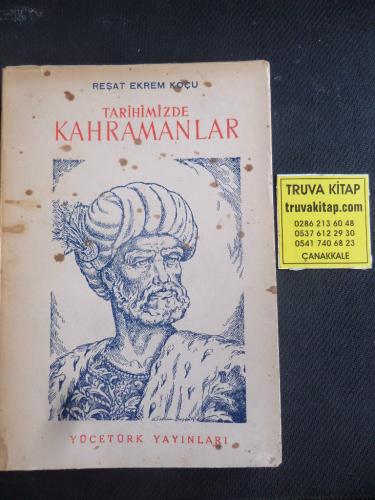 REŞAT EKREM KOÇU
TARİHİMİZDE
KAHRAMANLAR
YÜCETÜRK YAYINLARI
TRUVA KİTAP
truvakitap.com
0286 213 60 48
0537 612 29 30
0541 740 68 23
ÇANAKKALE